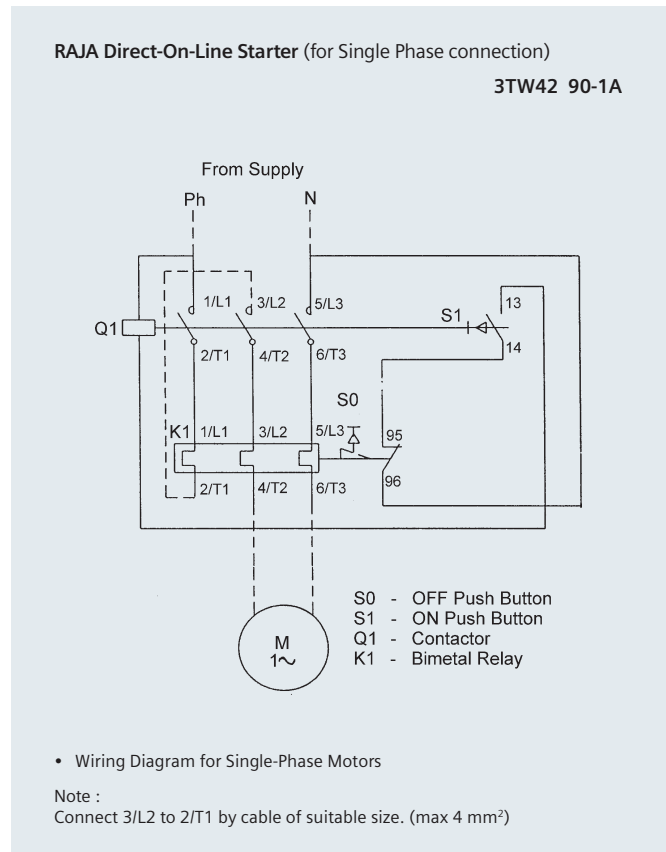 RAJA Direct-On-Line Starter (for Single Phase connection)
3TW42 90-1A
From Supply
Ph N
1/L1 3/L2 5/L3 13
Q1 S1
2/T1 4/T2 6/T3 14
S0
K1 1/L1 3/L2 5/L3 95
2/T1 4/T2 6/T3 96
M
1~
S0 - OFF Push Button
S1 - ON Push Button
Q1 - Contactor
K1 - Bimetal Relay
• Wiring Diagram for Single-Phase Motors
Note :
Connect 3/L2 to 2/T1 by cable of suitable size. (max 4 mm²)